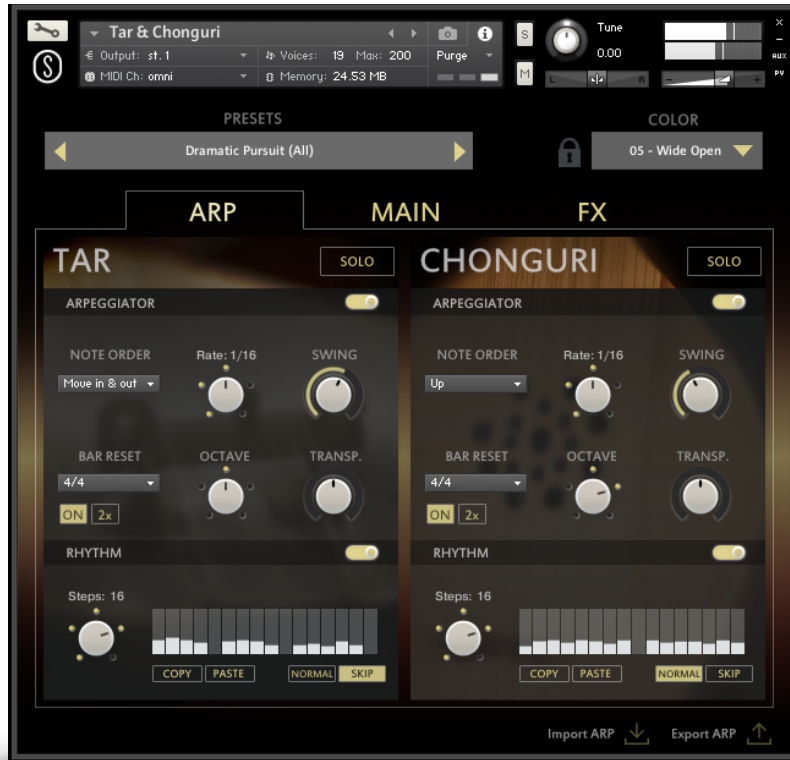 Tar & Chonguri
Output: st. 1
Voices: 19 Max: 200
Purge
MIDI Ch: omni
Memory: 24.53 MB
S
M
Tune
0.00
L R
- +
×
-
AUX
PV
PRESETS
Dramatic Pursuit (All)
COLOR
05 - Wide Open
ARP MAIN FX
TAR
SOLO
ARPEGGIATOR
NOTE ORDER
Rate: 1/16
SWING
Move in & out
BAR RESET
OCTAVE
TRANSP.
4/4
ON 2x
RHYTHM
Steps: 16
COPY PASTE NORMAL SKIP
CHONGURI
SOLO
ARPEGGIATOR
NOTE ORDER
Rate: 1/16
SWING
Up
BAR RESET
OCTAVE
TRANSP.
4/4
ON 2x
RHYTHM
Steps: 16
COPY PASTE NORMAL SKIP
Import ARP
Export ARP